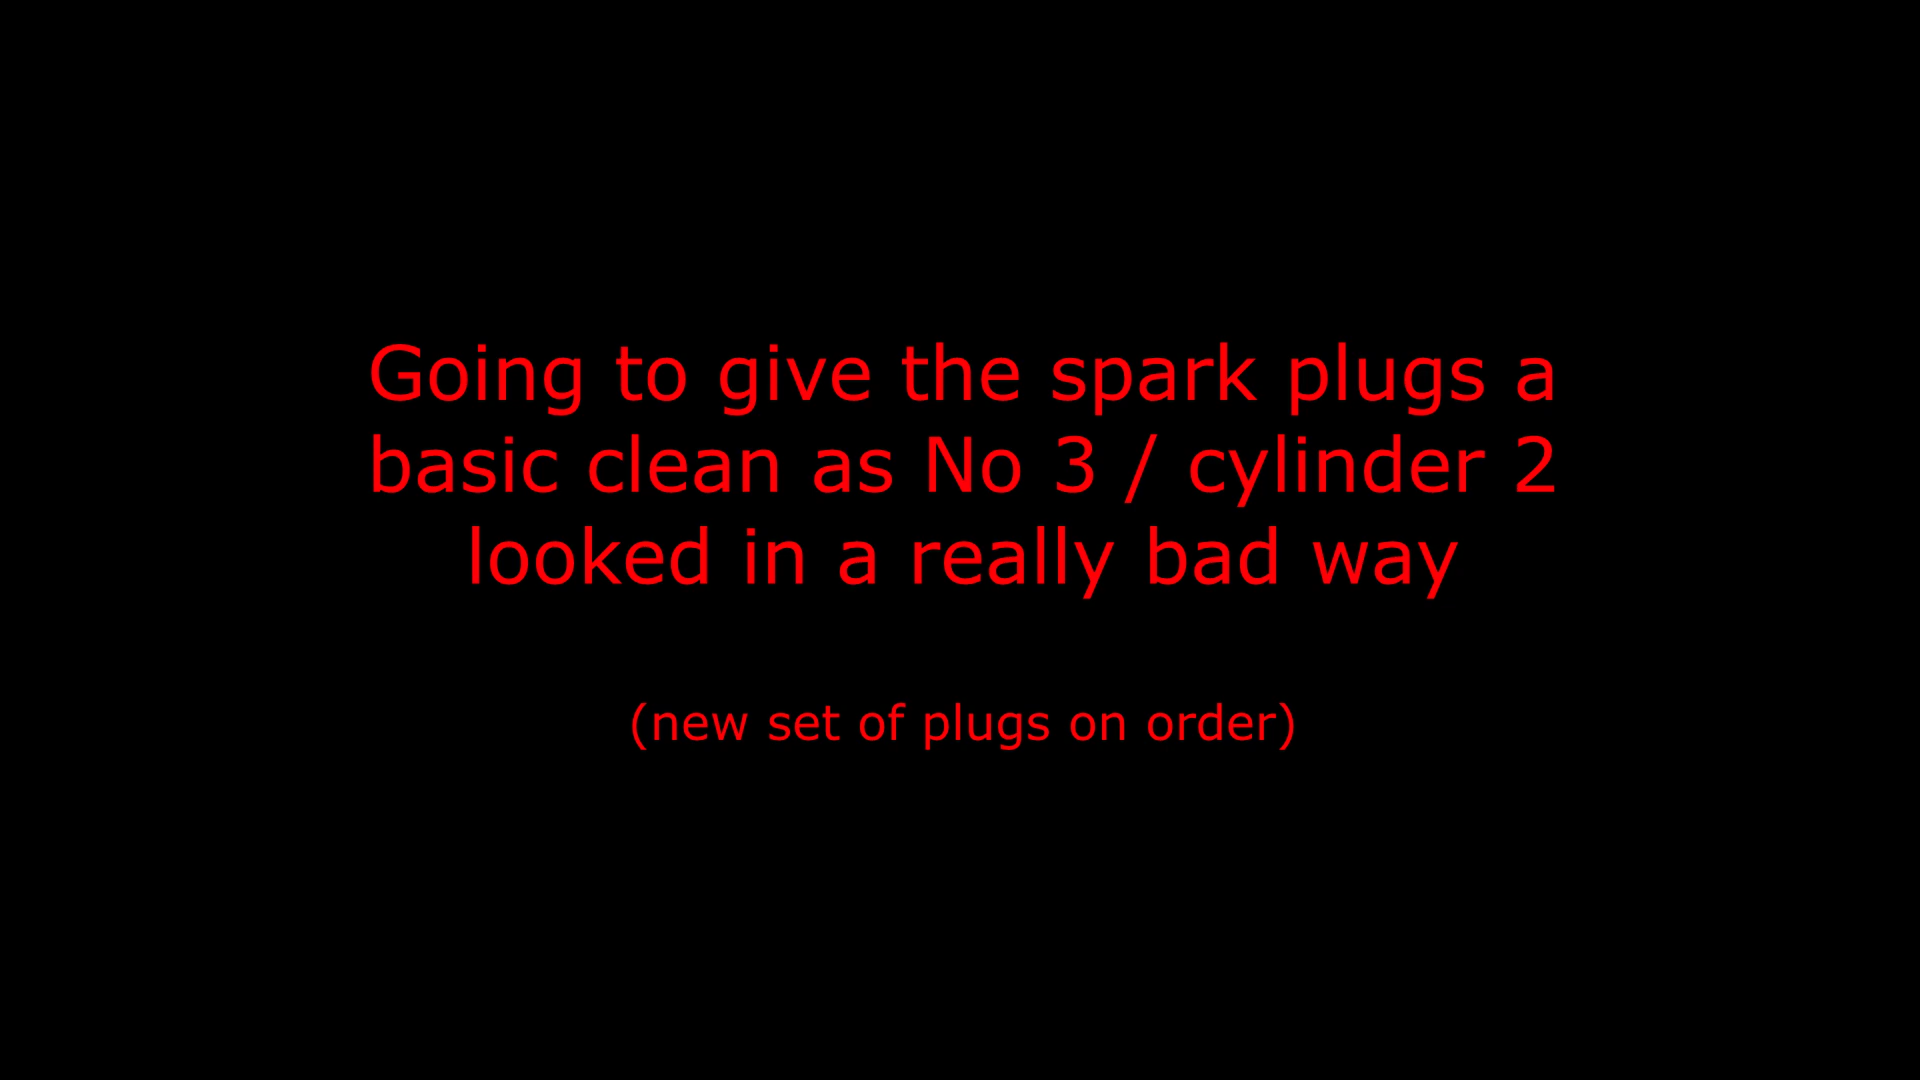 Going to give the spark plugs a
basic clean as No 3 / cylinder 2
looked in a really bad way
(new set of plugs on order)